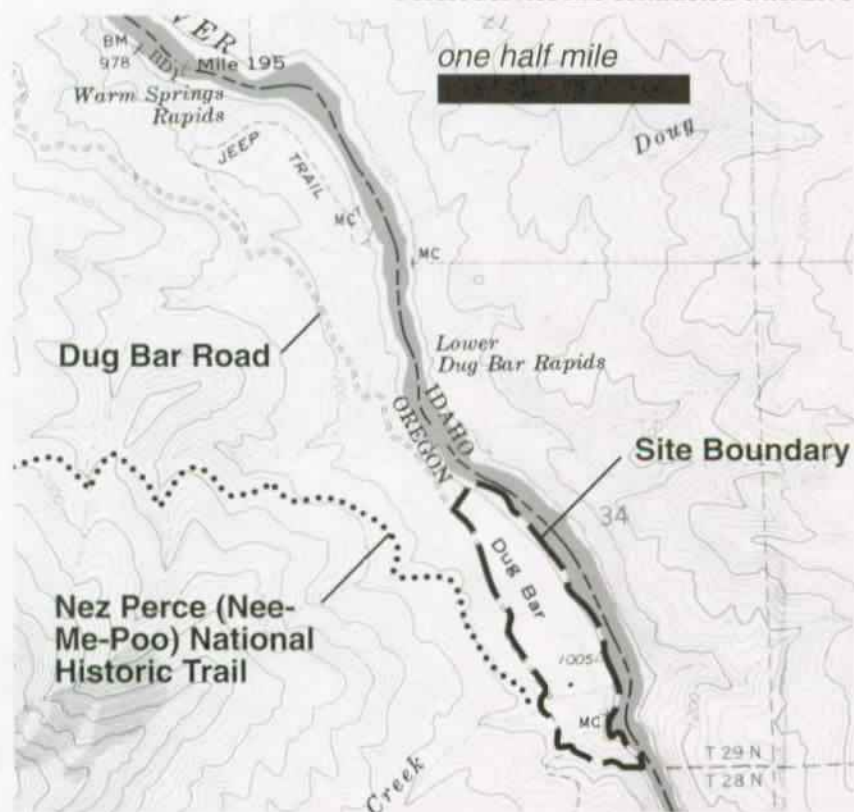 VER
21
BM
978
Mile 195
one half mile
Warm Springs
Rapids
Doug
JEEP
TRAIL
MC
MC
Dug Bar Road
Lower
Dug Bar Rapids
IDAHO
OREGON
Site Boundary
34
Dug Bar
Nez Perce (Nee-
Me-Poo) National
Historic Trail
1005
MC
Creek
T 29 N
T 28 N